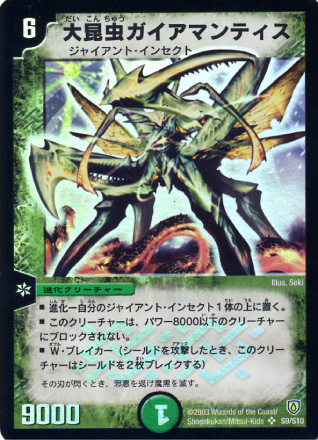 6
だい こん ちゅう
大昆虫ガイアマンティス
ジャイアント・インセクト
Illus. Seki
進化クリーチャー
■ 進化－自分のジャイアント・インセクト1体の上に置く。
■ このクリーチャーは、パワー8000以下のクリーチャーにブロックされない。
■ W・ブレイカー（シールドを攻撃したとき、このクリーチャーはシールドを2枚ブレイクする）
その刃が閃くとき、邪悪を退け魔黒を滅す。
9000
1
©2003 Wizards of the Coast/
Shogakukan/Mitsui-Kids
S9/S10